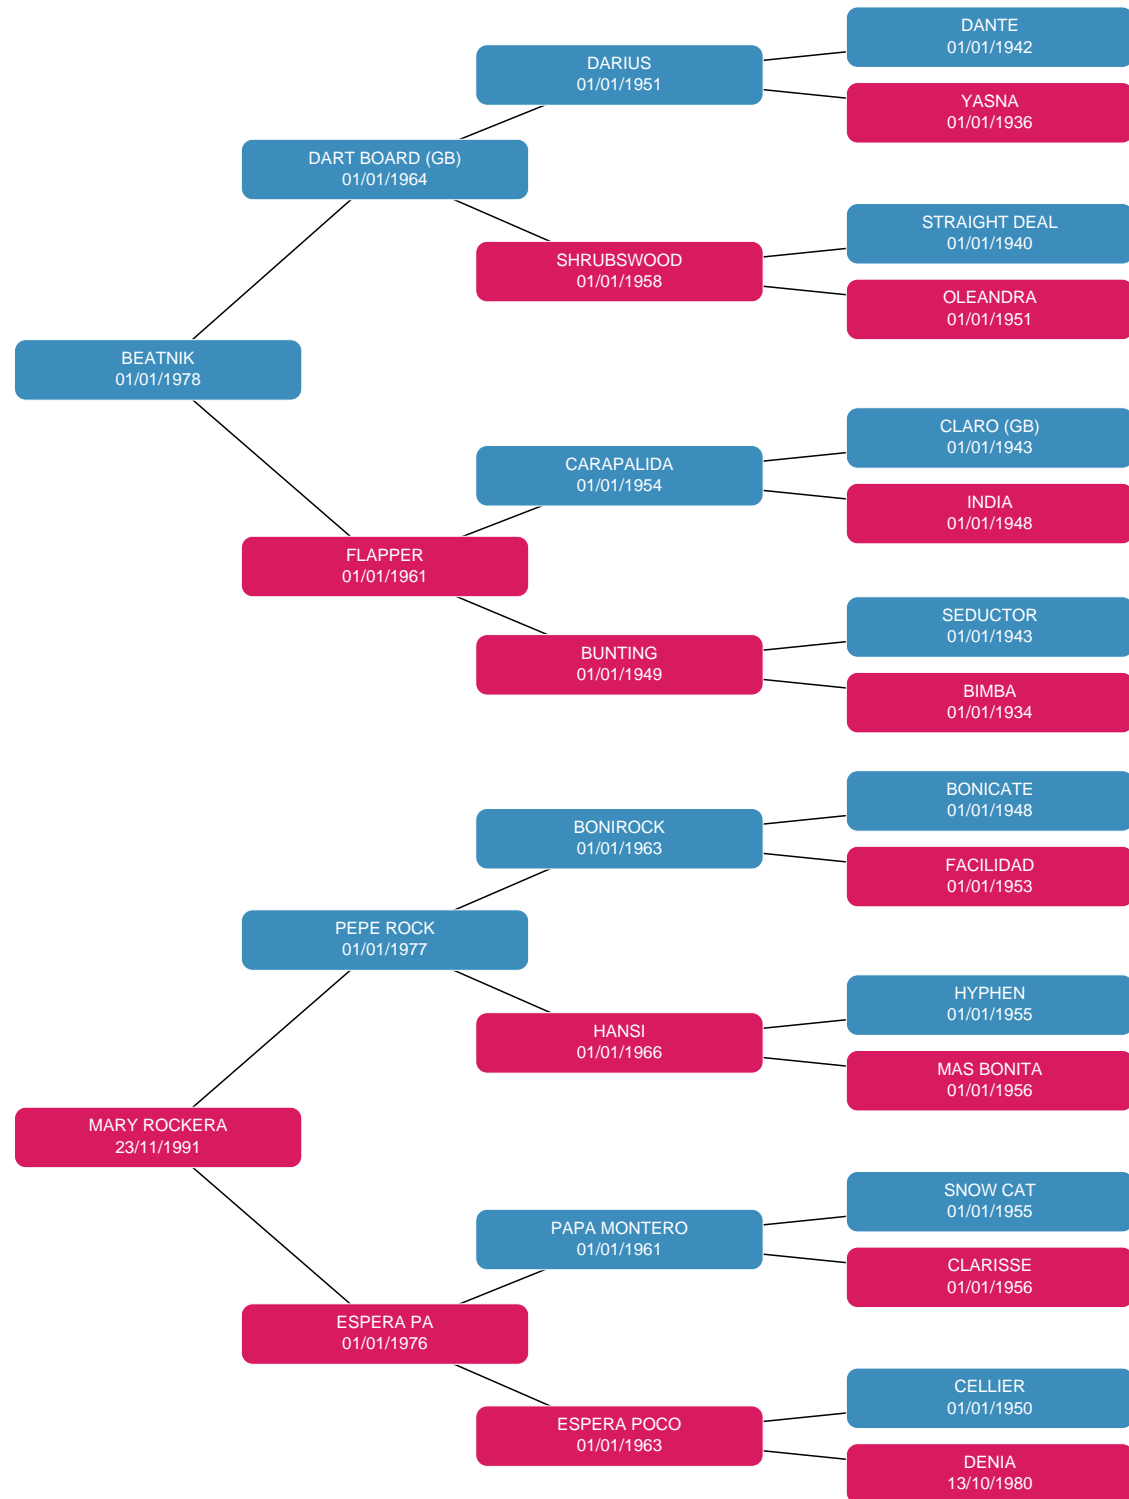 DANTE
01/01/1942
DARIUS
01/01/1951
YASNA
01/01/1936
DART BOARD (GB)
01/01/1964
STRAIGHT DEAL
01/01/1940
SHRUBSWOOD
01/01/1958
OLEANDRA
01/01/1951
BEATNIK
01/01/1978
CLARO (GB)
01/01/1943
CARAPALIDA
01/01/1954
INDIA
01/01/1948
FLAPPER
01/01/1961
SEDUCTOR
01/01/1943
BUNTING
01/01/1949
BIMBA
01/01/1934
BONICATE
01/01/1948
BONIROCK
01/01/1963
FACILIDAD
01/01/1953
PEPE ROCK
01/01/1977
HYPHEN
01/01/1955
HANSI
01/01/1966
MAS BONITA
01/01/1956
MARY ROCKERA
23/11/1991
SNOW CAT
01/01/1955
PAPA MONTERO
01/01/1961
CLARISSE
01/01/1956
ESPERA PA
01/01/1976
CELLIER
01/01/1950
ESPERA POCO
01/01/1963
DENIA
13/10/1980